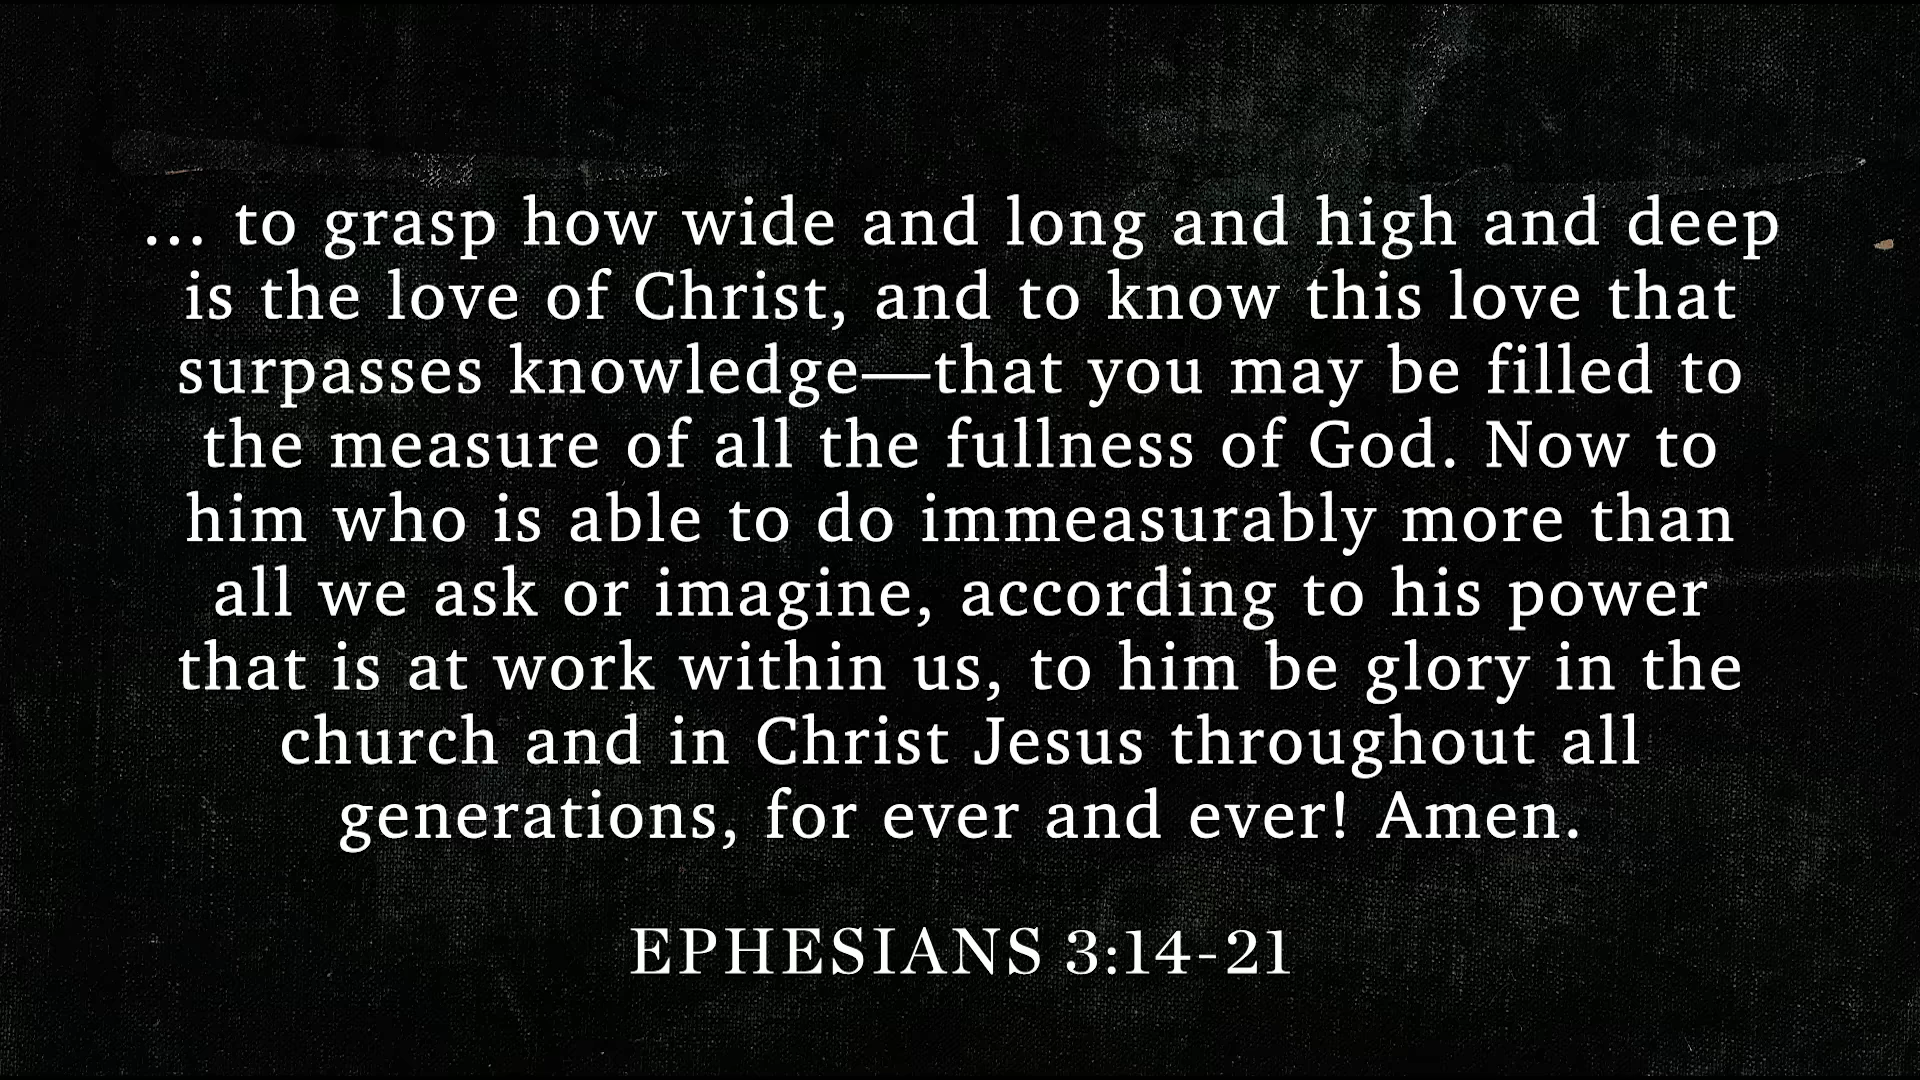 ... to grasp how wide and long and high and deep
is the love of Christ, and to know this love that
surpasses knowledge—that you may be filled to
the measure of all the fullness of God. Now to
him who is able to do immeasurably more than
all we ask or imagine, according to his power
that is at work within us, to him be glory in the
church and in Christ Jesus throughout all
generations, for ever and ever! Amen.
EPHESIANS 3:14-21